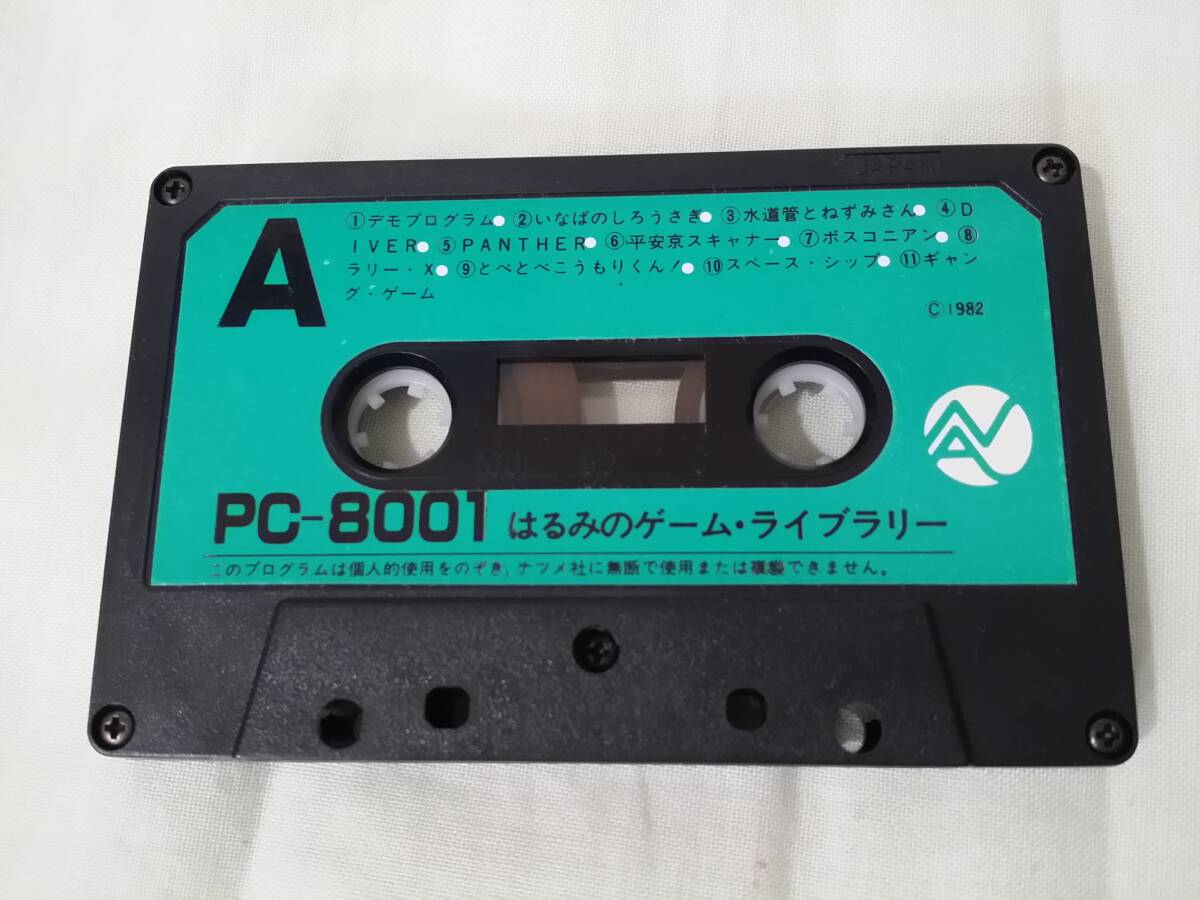 JAPAN
A
①デモプログラム●②いなばのしろうさぎ●③水道管とねずみさん●④D
IVER●⑤PANTHER●⑥平安京スキャナー●⑦ボスコニアン●⑧
ラリー・X●⑨とべとべこうもりくん!●⑩スペース・シップ●⑪ギャン
グ・ゲーム
©1982
PC-8001 はるみのゲーム・ライブラリー
このプログラムは個人的使用をのぞき,ナツメ社に無断で使用または複製できません。